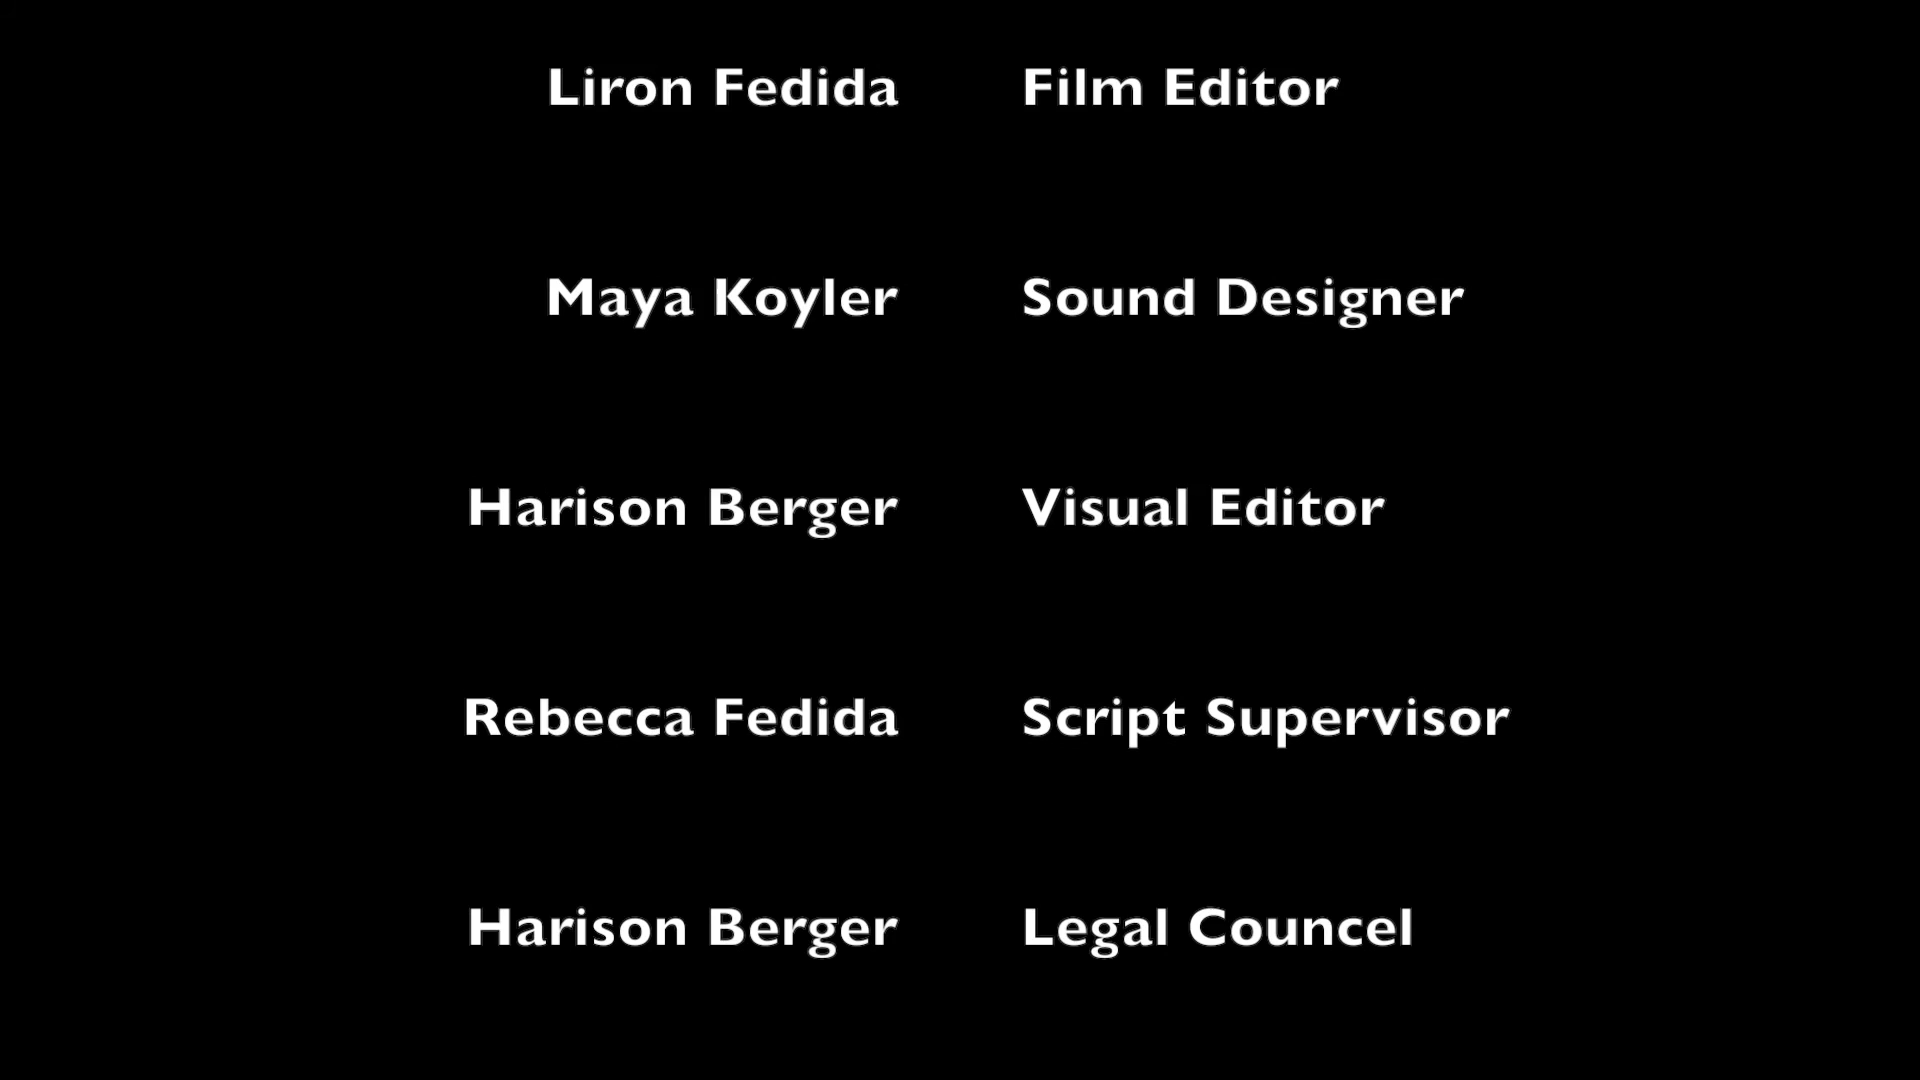 Liron Fedida Film Editor
Maya Koyler Sound Designer
Harison Berger Visual Editor
Rebecca Fedida Script Supervisor
Harison Berger Legal Councel